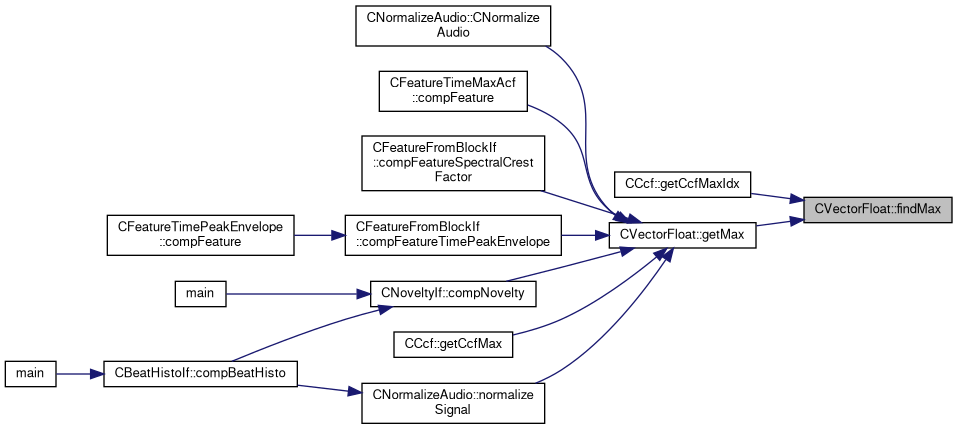 CNormalizeAudio::CNormalize
Audio
CFeatureTimeMaxAcf
::compFeature
CFeatureFromBlockIf
::compFeatureSpectralCrest
Factor
CCcf::getCcfMaxIdx
CVectorFloat::findMax
CFeatureTimePeakEnvelope
::compFeature
CFeatureFromBlockIf
::compFeatureTimePeakEnvelope
CVectorFloat::getMax
main
CNoveltyIf::compNovelty
CCcf::getCcfMax
main
CBeatHistoIf::compBeatHisto
CNormalizeAudio::normalize
Signal